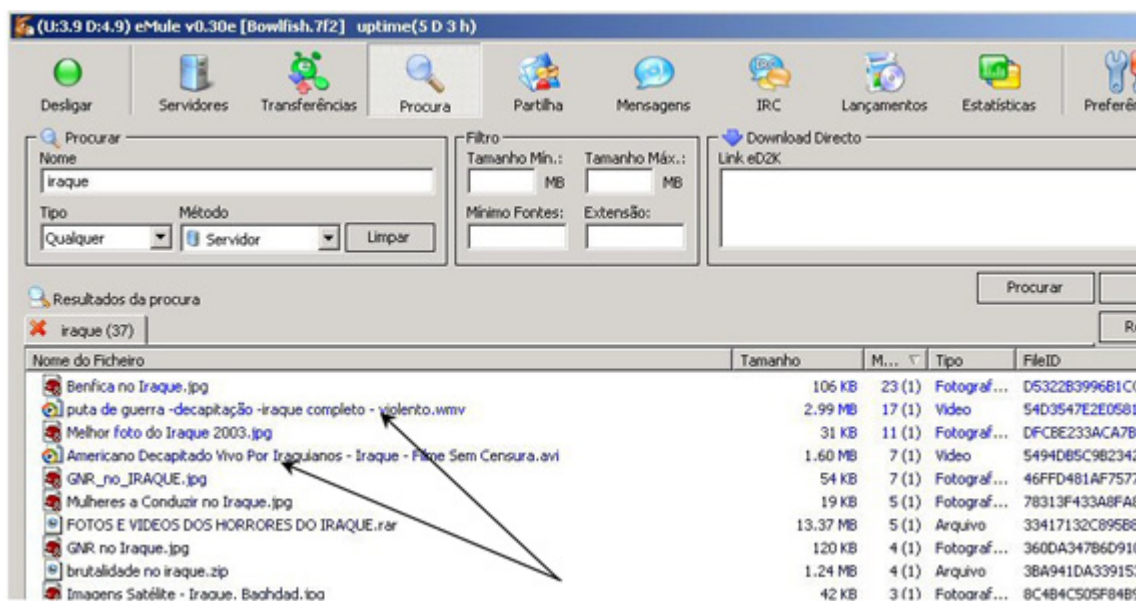 (U:3.9 D:4.9) eMule v0.30e [Bowlfish.7f2] uptime(5 D 3 h)
Desligar Servidores Transferências Procura Partilha Mensagens IRC Lançamentos Estatísticas Preferên
Procurar Filtro Download Directo
Nome Tamanho Mín.: Tamanho Máx.: Link eD2K
iraque MB MB
Tipo Método Mínimo Fontes: Extensão:
Qualquer Servidor Limpar
Resultados da procura Procurar
iraque (37)
Nome do Ficheiro Tamanho M... Tipo FileID
Benfica no Iraque.jpg 106 KB 23 (1) Fotograf...
puta de guerra -decapitação -iraque completo - violento.wmv 2.99 MB 17 (1) Video
Melhor foto do Iraque 2003.jpg 31 KB 11 (1) Fotograf...
Americano Decapitado Vivo Por Iraquianos - Iraque - Filme Sem Censura.avi 1.60 MB 7 (1) Video
GNR_no_IRAQUE.jpg 54 KB 7 (1) Fotograf...
Mulheres a Conduzir no Iraque.jpg 19 KB 5 (1) Fotograf...
FOTOS E VIDEOS DOS HORRORES DO IRAQUE.rar 13.37 MB 5 (1) Arquivo
GNR no Iraque.jpg 120 KB 4 (1) Fotograf...
brutalidade no iraque.zip 1.24 MB 4 (1) Arquivo
Imagens Satélite - Iraque. Baghdad.jpg 42 KB 3 (1) Fotograf...